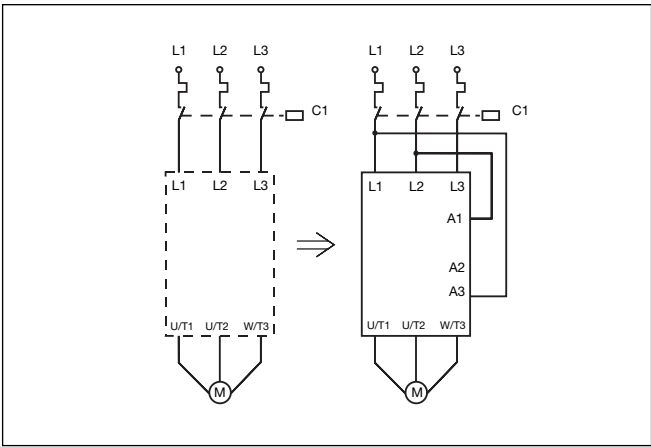 L1 L2 L3 L1 L2 L3
C1 C1
L1 L2 L3 L1 L2 L3
A1
A2
A3
U/T1 U/T2 W/T3 U/T1 U/T2 W/T3
M M